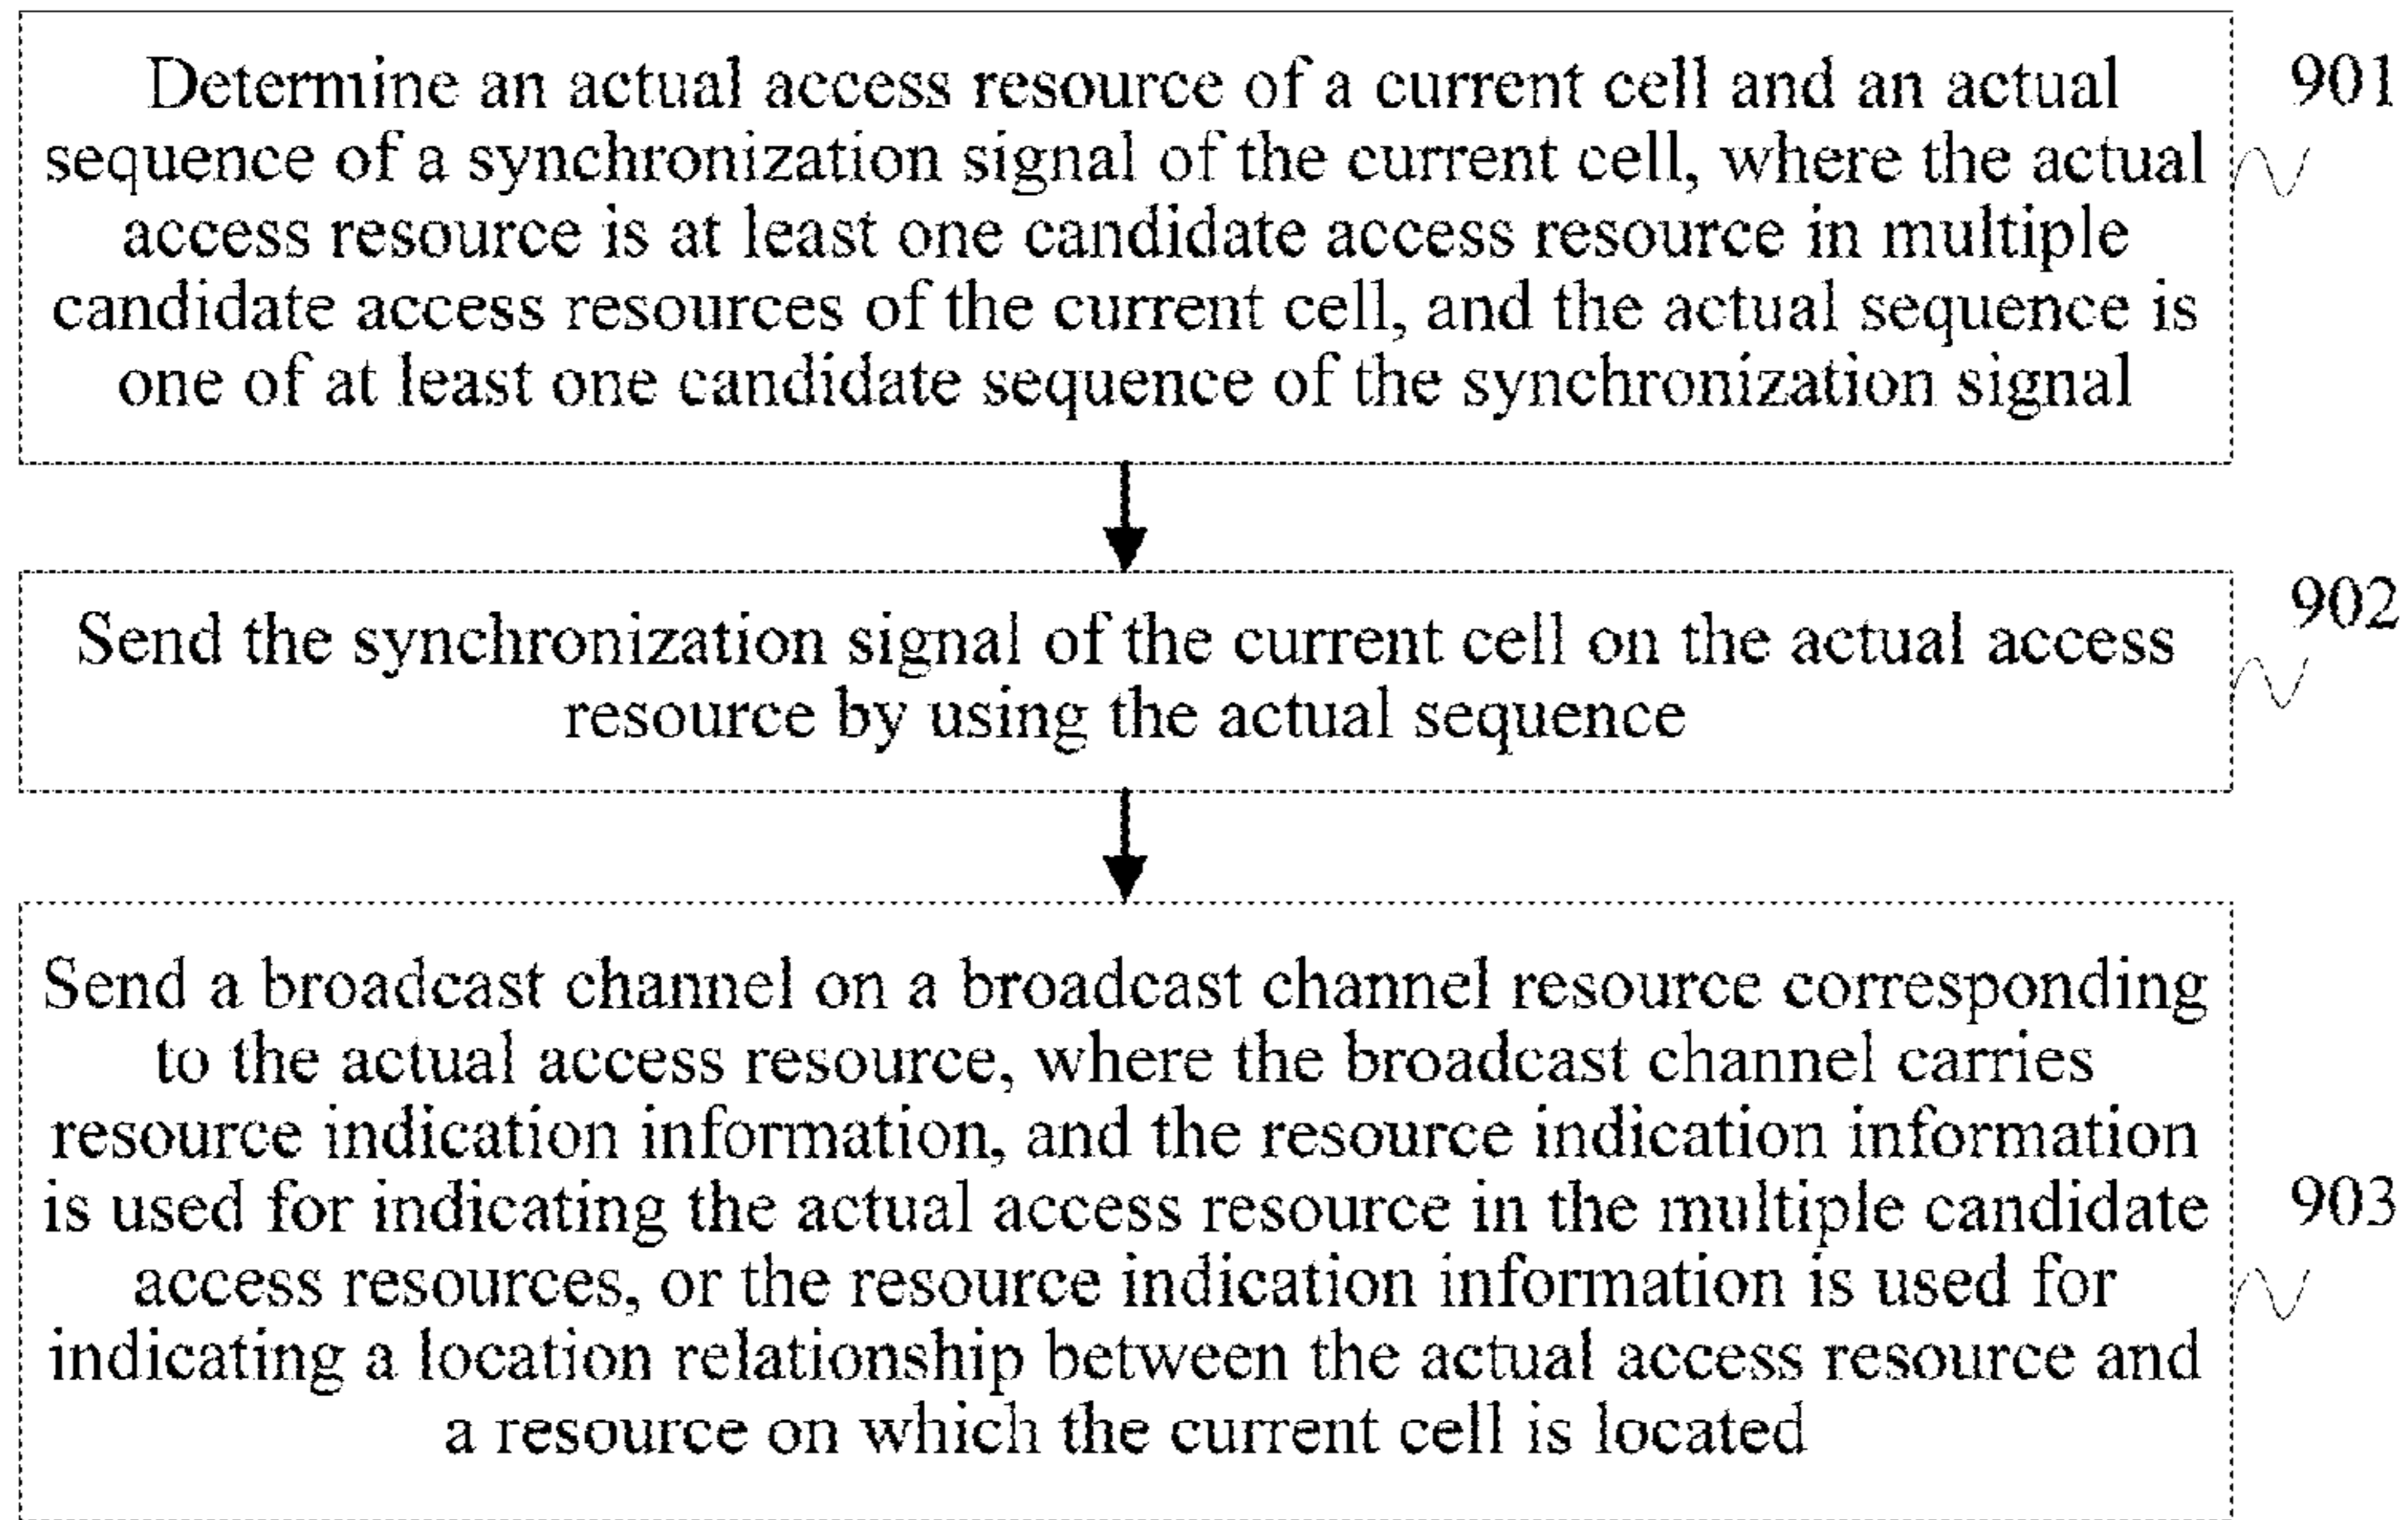 Determine an actual access resource of a current cell and an actual
sequence of a synchronization signal of the current cell, where the actual
access resource is at least one candidate access resource in multiple
candidate access resources of the current cell, and the actual sequence is
one of at least one candidate sequence of the synchronization signal
901
Send the synchronization signal of the current cell on the actual access
resource by using the actual sequence
902
Send a broadcast channel on a broadcast channel resource corresponding
to the actual access resource, where the broadcast channel carries
resource indication information, and the resource indication information
is used for indicating the actual access resource in the multiple candidate
access resources, or the resource indication information is used for
indicating a location relationship between the actual access resource and
a resource on which the current cell is located
903